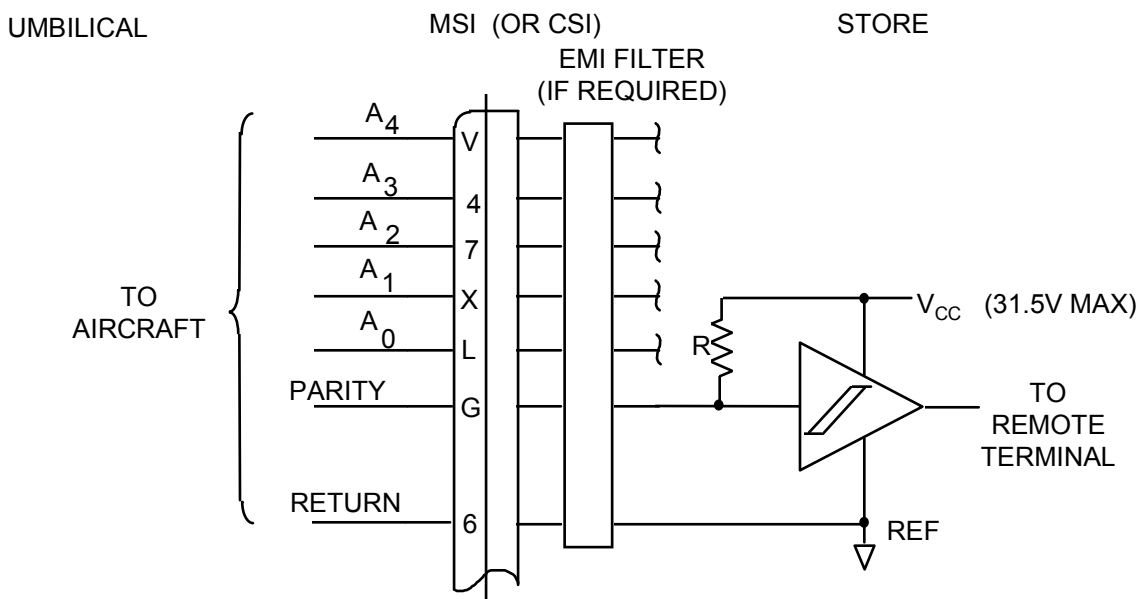 UMBILICAL
MSI (OR CSI)
STORE
EMI FILTER
(IF REQUIRED)
A4
V
A3
4
A2
7
A1
X
TO
AIRCRAFT
VCC (31.5V MAX)
A0
L
R
PARITY
G
TO
REMOTE
TERMINAL
RETURN
6
REF